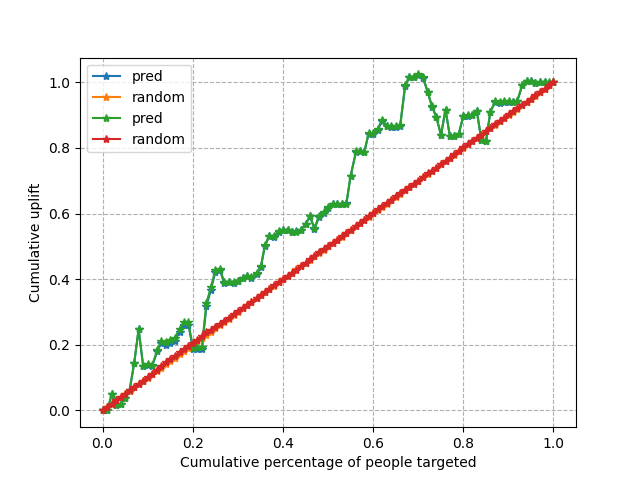 pred
random
pred
random
1.0
0.8
0.6
0.4
0.2
0.0
Cumulative uplift
0.0 0.2 0.4 0.6 0.8 1.0
Cumulative percentage of people targeted